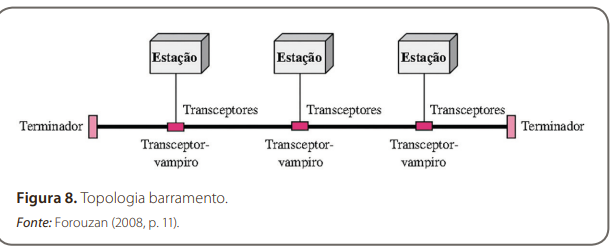 Estação Estação Estação
Transceptores Transceptores Transceptores
Terminador Terminador
Transceptor- Transceptor- Transceptor-
vampiro vampiro vampiro
Figura 8. Topologia barramento.
Fonte: Forouzan (2008, p. 11).